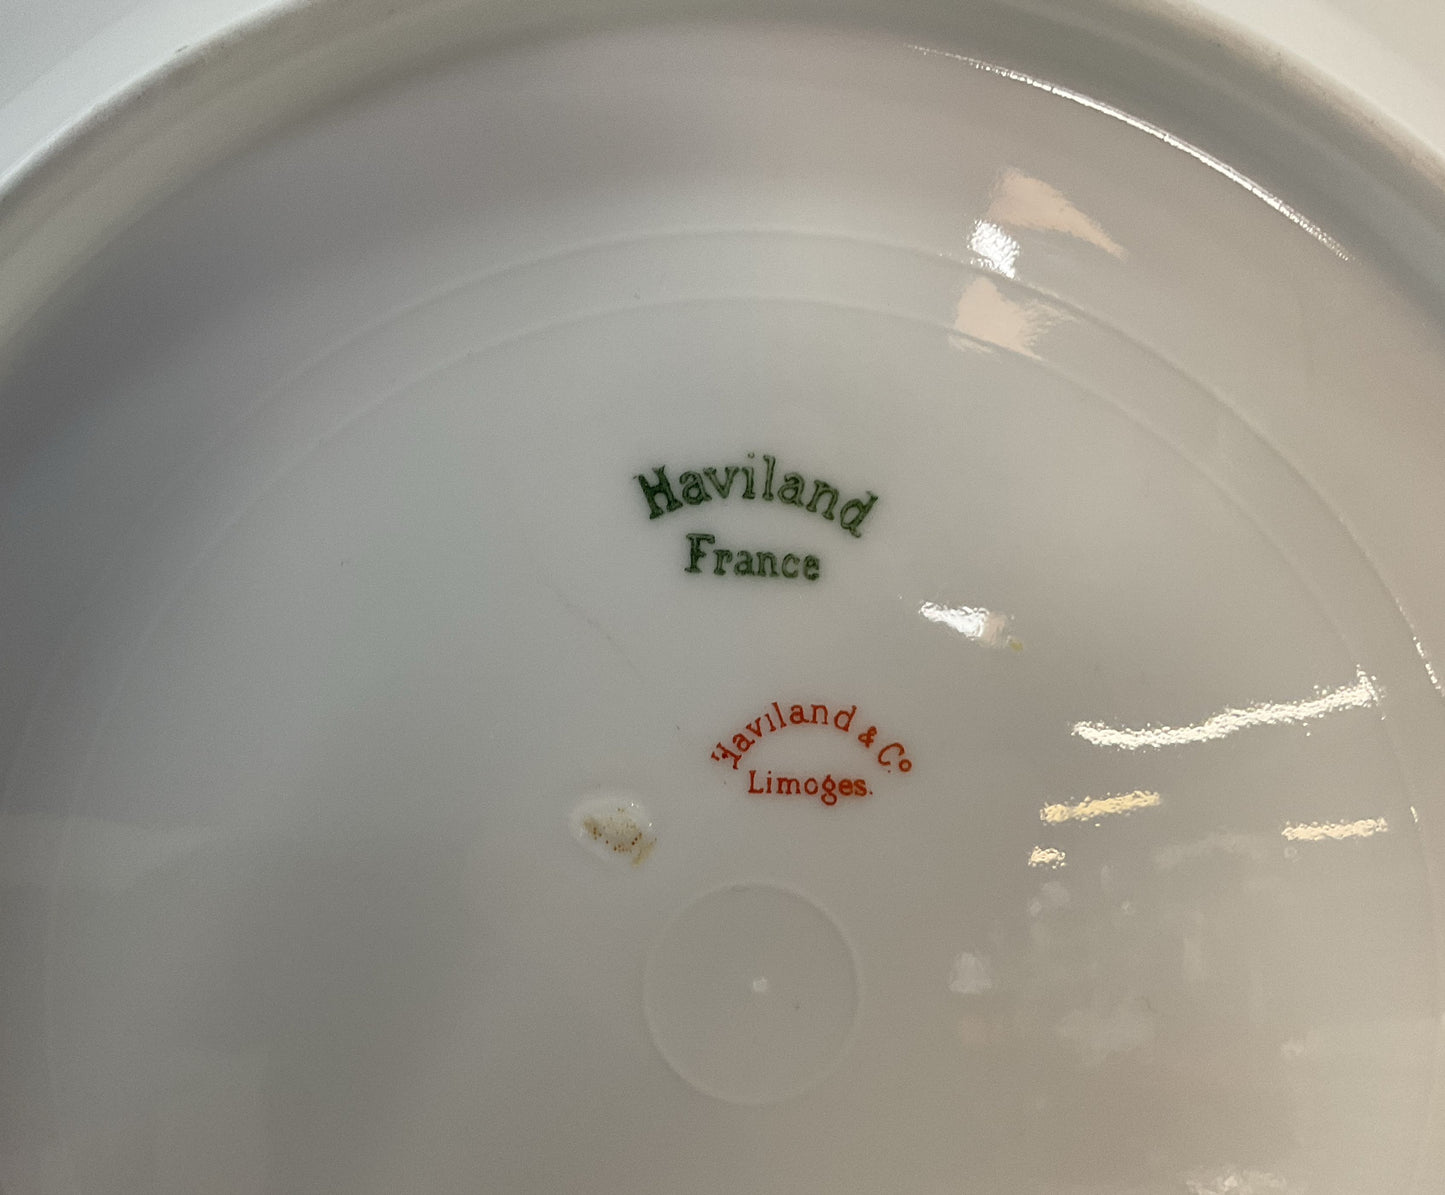 Haviland
France
Haviland & Co
Limoges.